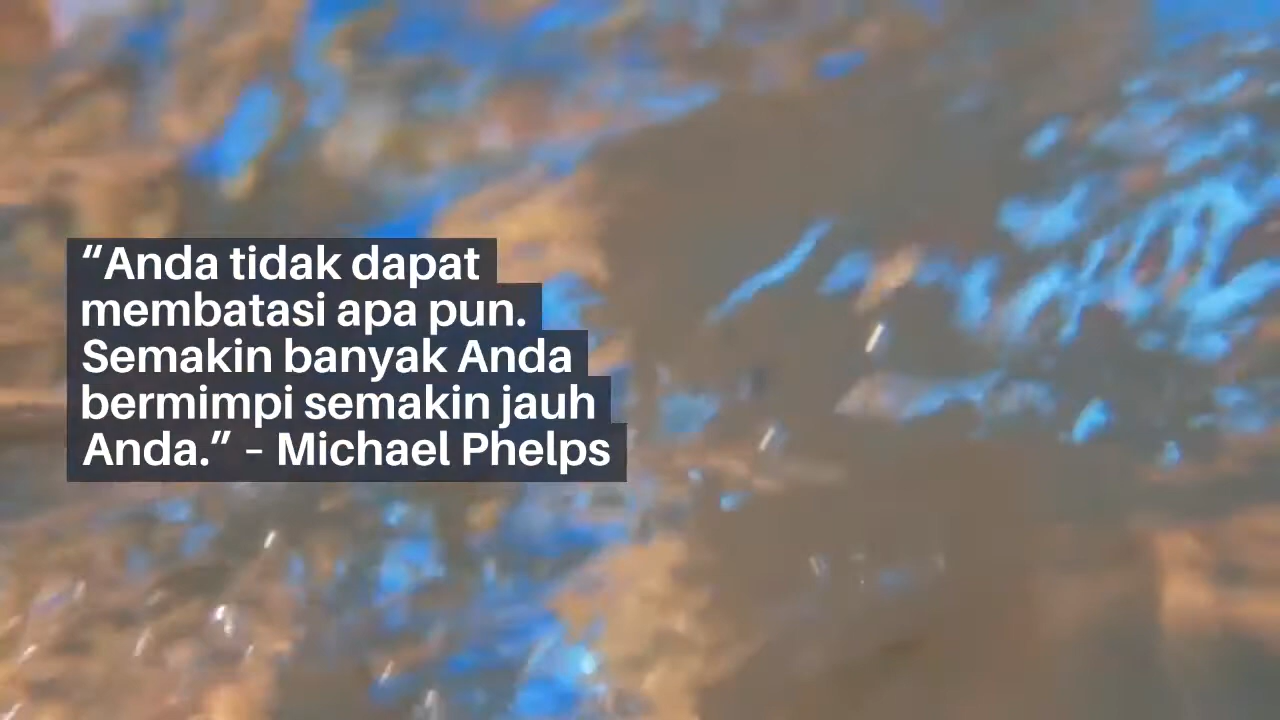 “Anda tidak dapat
membatasi apa pun.
Semakin banyak Anda
bermimpi semakin jauh
Anda.” – Michael Phelps